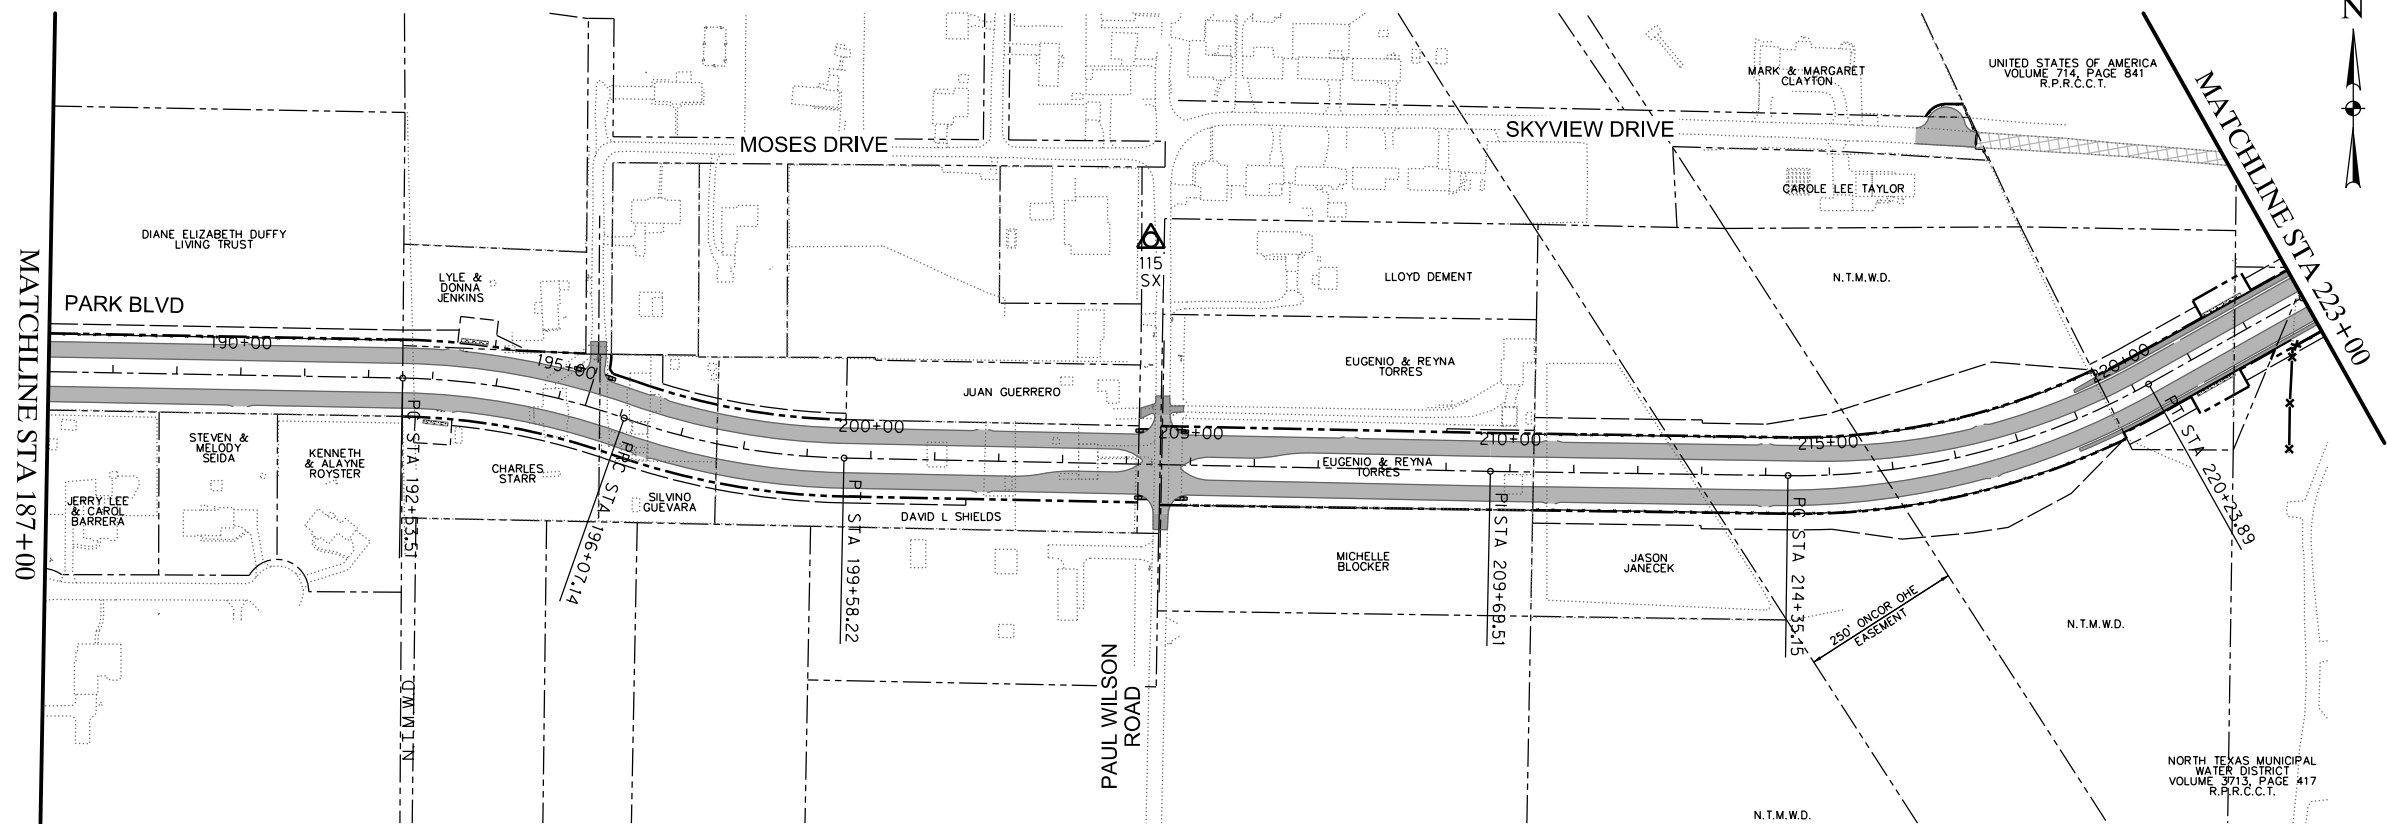 N
UNITED STATES OF AMERICA
VOLUME 714, PAGE 841
R.P.R.C.C.T.
MARK & MARGARET
CLAYTON
MATCHLINE STA 223+00
MOSES DRIVE
SKYVIEW DRIVE
CAROLE LEE TAYLOR
DIANE ELIZABETH DUFFY
LIVING TRUST
115
SX
LYLE &
DONNA
JENKINS
LLOYD DEMENT
N.T.M.W.D.
MATCHLINE STA 187+00
PARK BLVD
190+00
195+00
EUGENIO & REYNA
TORRES
220+00
JUAN GUERRERO
200+00
205+00
210+00
215+00
STEVEN &
MELODY
SEIDA
KENNETH
& ALAYNE
ROYSTER
PC STA 192+53.51
CHARLES
STARR
PRC STA 196+07.14
SILVINO
GUEVARA
PT STA 199+58.22
DAVID L SHIELDS
EUGENIO & REYNA
TORRES
PI STA 209+69.51
PC STA 214+35.15
PT STA 220+23.89
JERRY LEE
& CAROL
BARRERA
MICHELLE
BLOCKER
JASON
JANECEK
250' ONCOR OHE
EASEMENT
N.T.M.W.D.
PAUL WILSON
ROAD
NTMWD
NORTH TEXAS MUNICIPAL
WATER DISTRICT
VOLUME 3713, PAGE 417
R.P.R.C.C.T.
N.T.M.W.D.